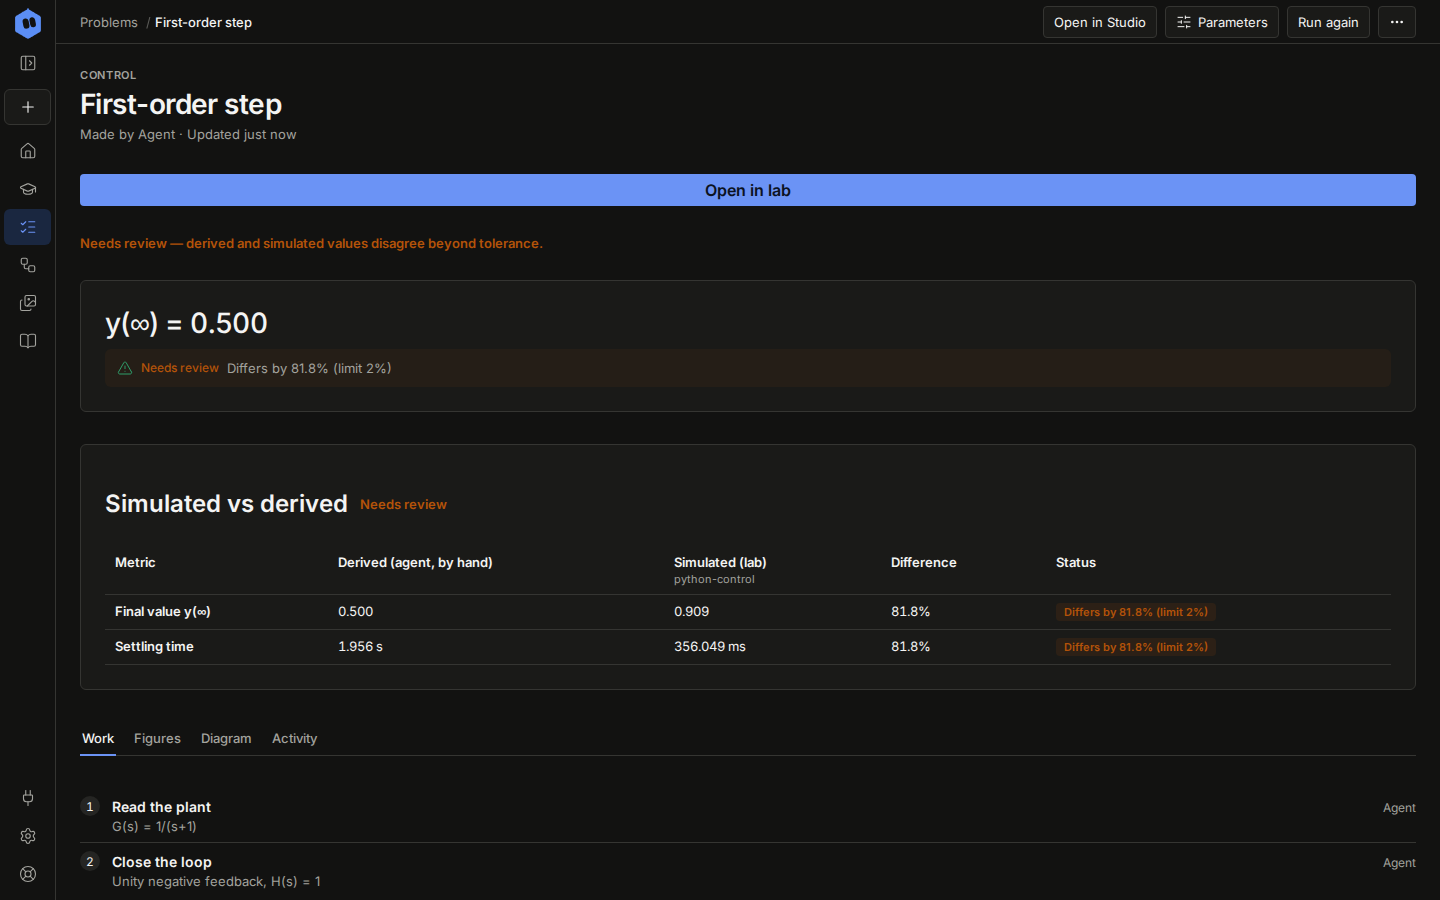 Problems / First-order step
Open in Studio
Parameters
Run again
CONTROL
First-order step
Made by Agent · Updated just now
Open in lab
Needs review — derived and simulated values disagree beyond tolerance.
y(∞) = 0.500
Needs review Differs by 81.8% (limit 2%)
Simulated vs derived Needs review
Metric Derived (agent, by hand) Simulated (lab) Difference Status
python-control
Final value y(∞) 0.500 0.909 81.8% Differs by 81.8% (limit 2%)
Settling time 1.956 s 356.049 ms 81.8% Differs by 81.8% (limit 2%)
Work Figures Diagram Activity
1 Read the plant Agent
G(s) = 1/(s+1)
2 Close the loop Agent
Unity negative feedback, H(s) = 1